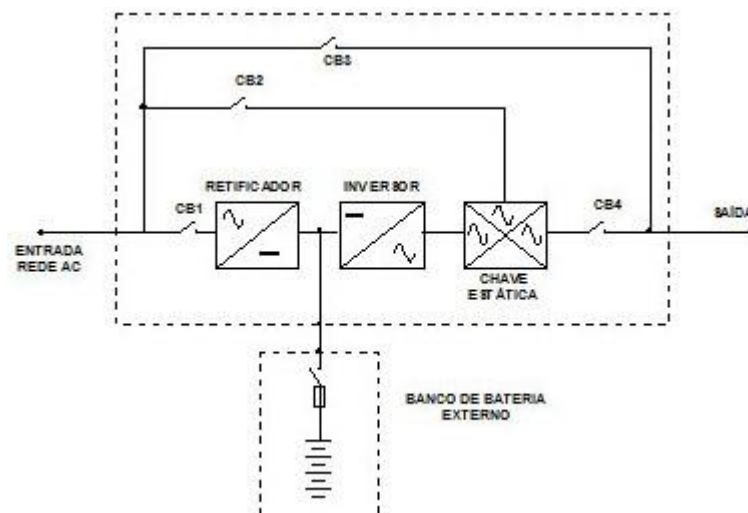 CB3
CB2
RETIFICADOR
INVERSOR
CB1
CB4
SAÍDA
ENTRADA
REDE AC
CHAVE
ESTÁTICA
BANCO DE BATERIA
EXTERNO